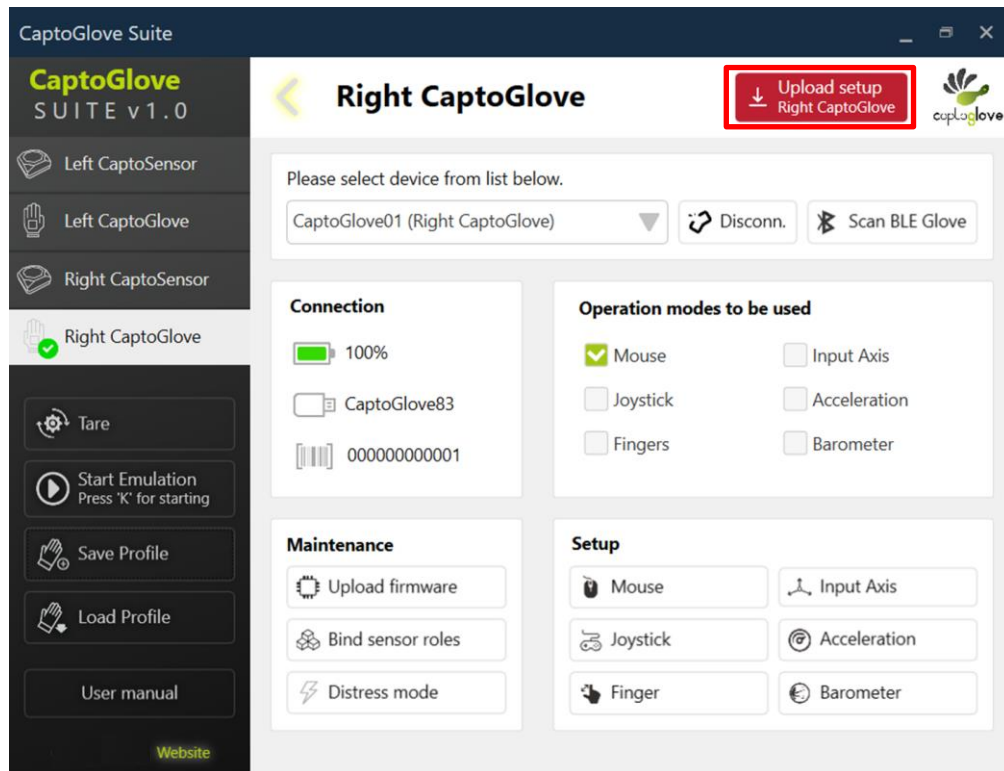 CaptoGlove Suite
CaptoGlove
SUITE v1.0
Left CaptoSensor
Left CaptoGlove
Right CaptoSensor
Right CaptoGlove
Tare
Start Emulation
Press 'K' for starting
Save Profile
Load Profile
User manual
Website
Right CaptoGlove
Upload setup
Right CaptoGlove
captoglove
Please select device from list below.
CaptoGlove01 (Right CaptoGlove)
Disconn.
Scan BLE Glove
Connection
100%
CaptoGlove83
000000000001
Operation modes to be used
Mouse
Input Axis
Joystick
Acceleration
Fingers
Barometer
Maintenance
Upload firmware
Bind sensor roles
Distress mode
Setup
Mouse
Input Axis
Joystick
Acceleration
Finger
Barometer